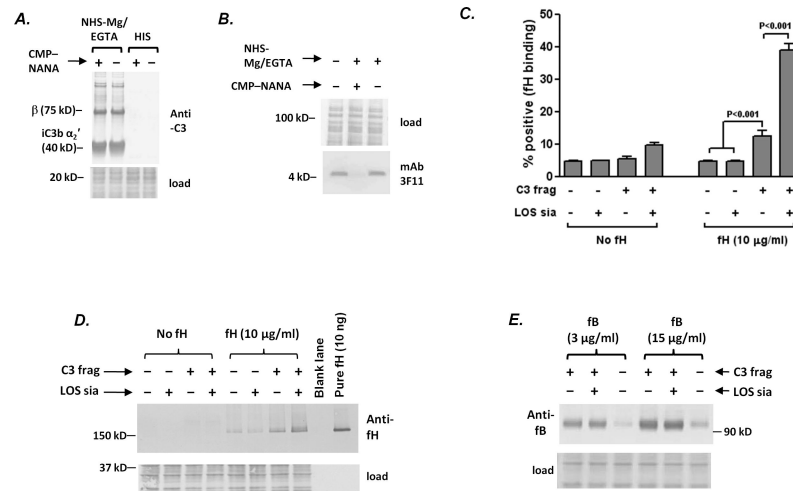 A.
NHS-Mg/
EGTA HIS
CMP–
NANA + – + –
β (75 kD)–
Anti
-C3
iC3b α2'
(40 kD)–
20 kD–
load
B.
NHS-
Mg/EGTA – + +
CMP–NANA – + –
100 kD–
load
4 kD–
mAb
3F11
C.
% positive (fH binding)
50
40
30
20
10
0
P<0.001
P<0.001
C3 frag - - + + - - + +
LOS sia - + - + - + - +
No fH fH (10 μg/ml)
D.
No fH fH (10 μg/ml) Blank lane Pure fH (10 ng)
C3 frag – – + + – – + +
LOS sia – + – + – + – +
150 kD–
Anti-
fH
37 kD–
load
E.
fB
(3 μg/ml)
fB
(15 μg/ml)
+ + – + + – C3 frag
– + – – + – LOS sia
Anti-
fB
– 90 kD
load